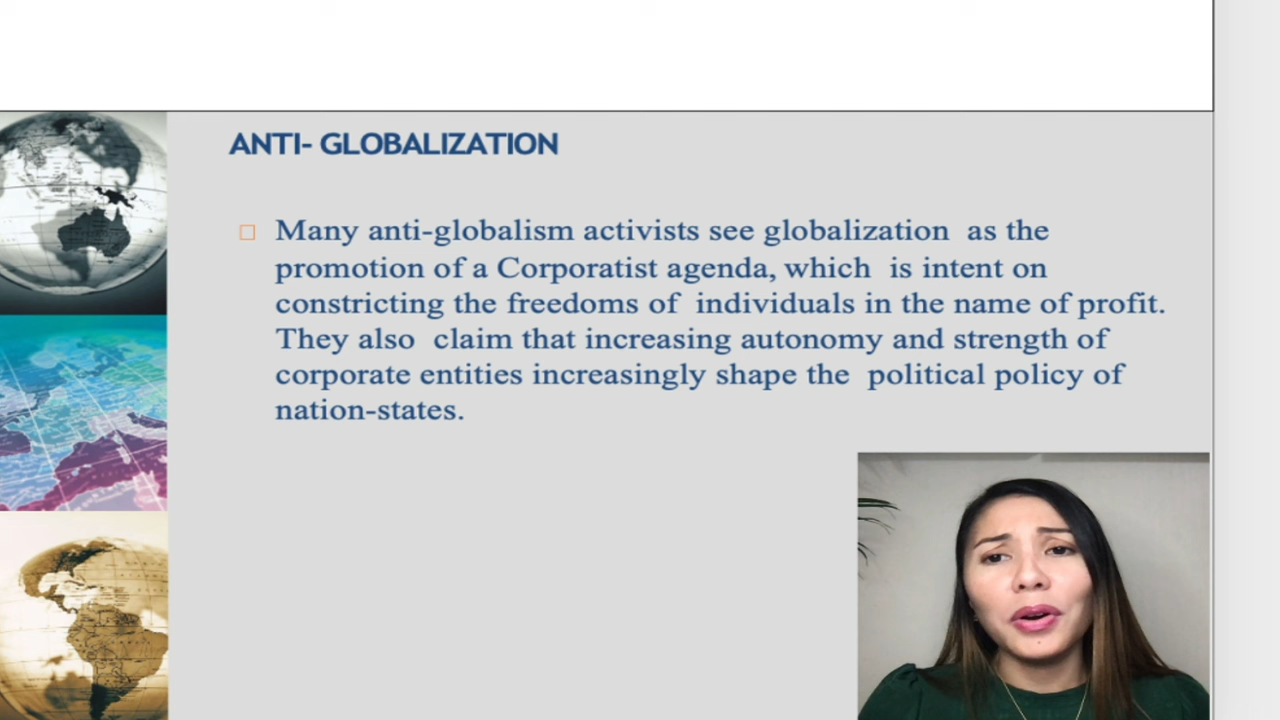 ANTI- GLOBALIZATION
Many anti-globalism activists see globalization as the
promotion of a Corporatist agenda, which is intent on
constricting the freedoms of individuals in the name of profit.
They also claim that increasing autonomy and strength of
corporate entities increasingly shape the political policy of
nation-states.